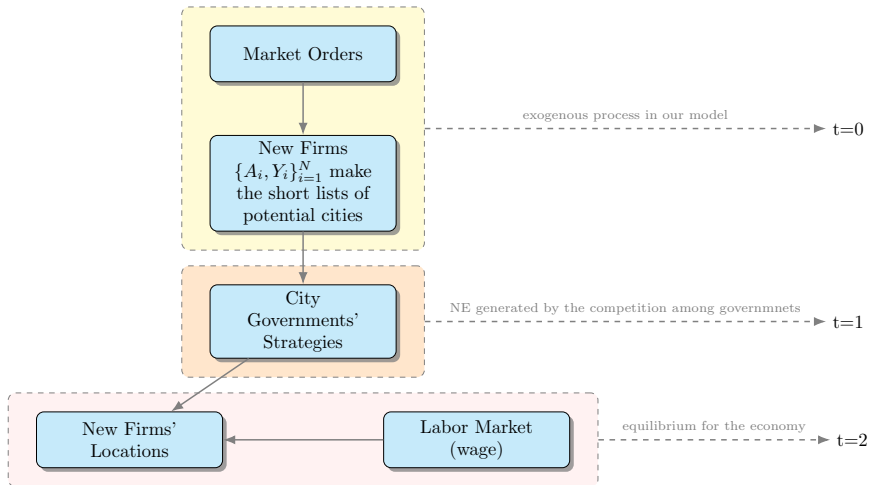 Market Orders
exogenous process in our model
t=0
New Firms
{A_i, Y_i}_{i=1}^N make
the short lists of
potential cities
City
Governments'
Strategies
NE generated by the competition among governmnets
t=1
New Firms'
Locations
Labor Market
(wage)
equilibrium for the economy
t=2